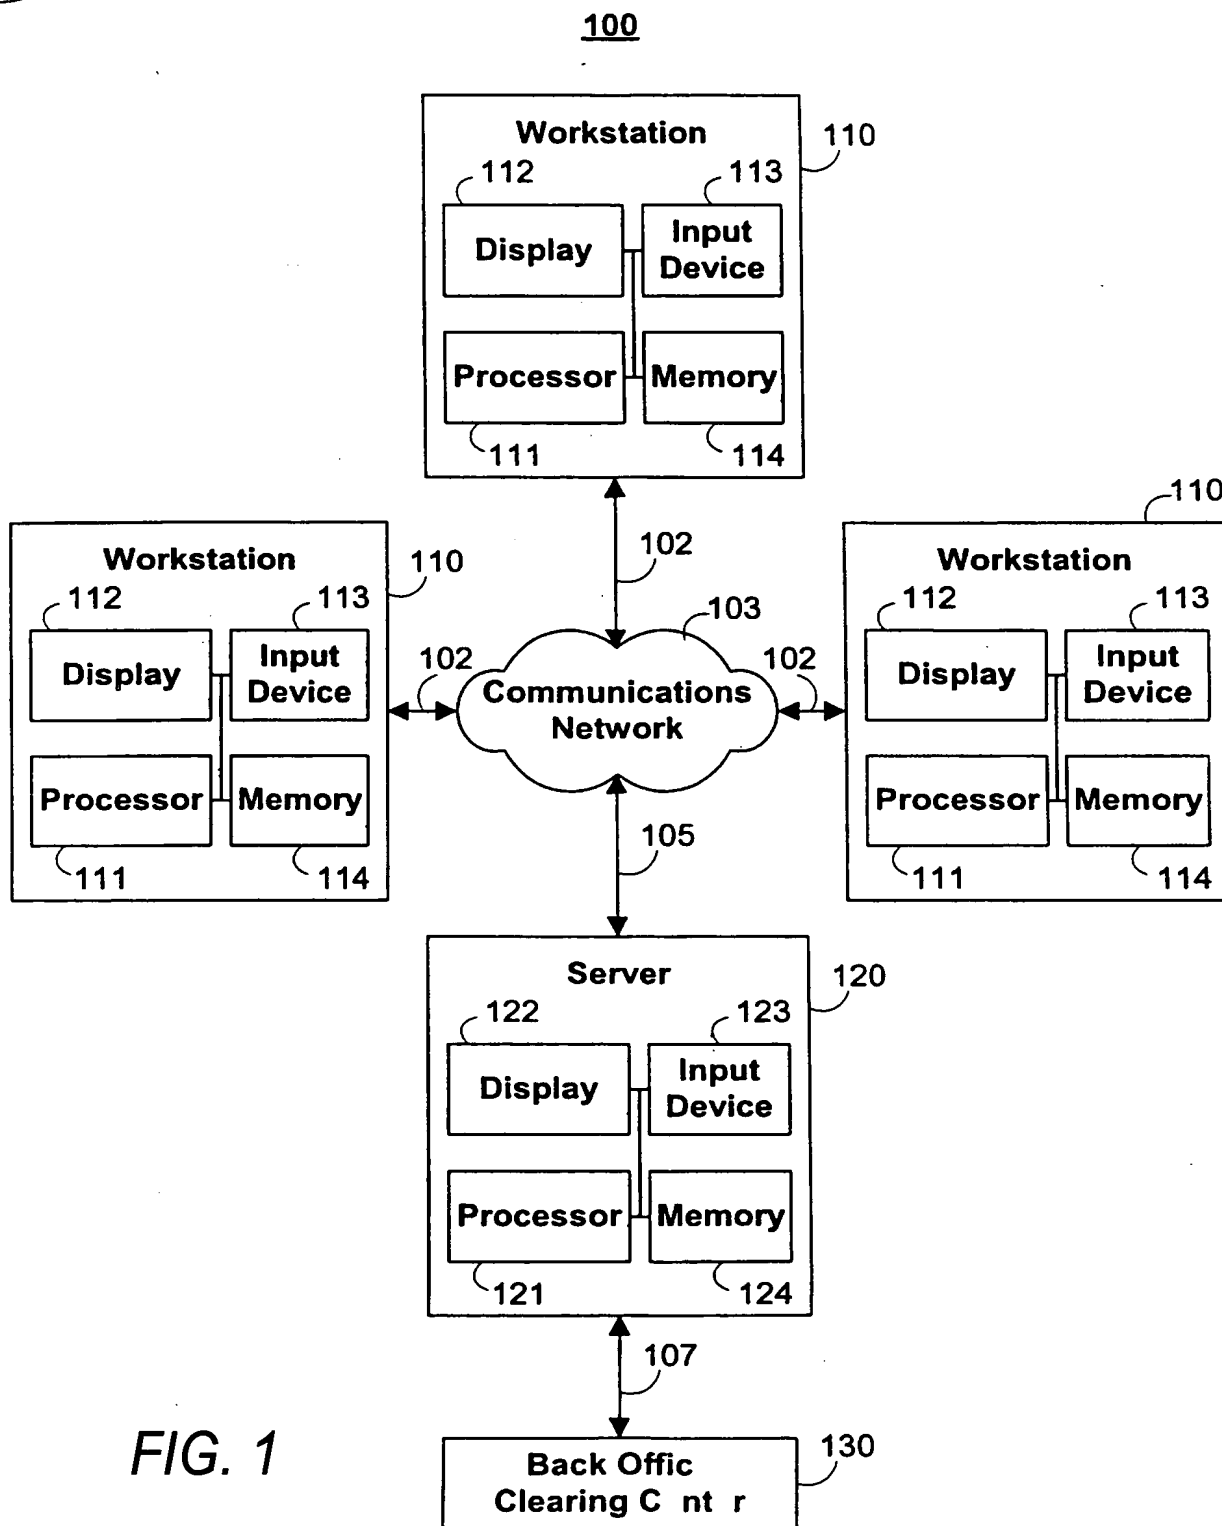 100
Workstation
110
112
113
Display
Input
Device
Processor
Memory
111
114
102
Workstation
110
112
113
Display
Input
Device
Processor
Memory
111
114
102
103
Communications
Network
102
110
Workstation
112
113
Display
Input
Device
Processor
Memory
111
114
105
Server
120
122
123
Display
Input
Device
Processor
Memory
121
124
107
Back Offic
Clearing C nt r
130
FIG. 1